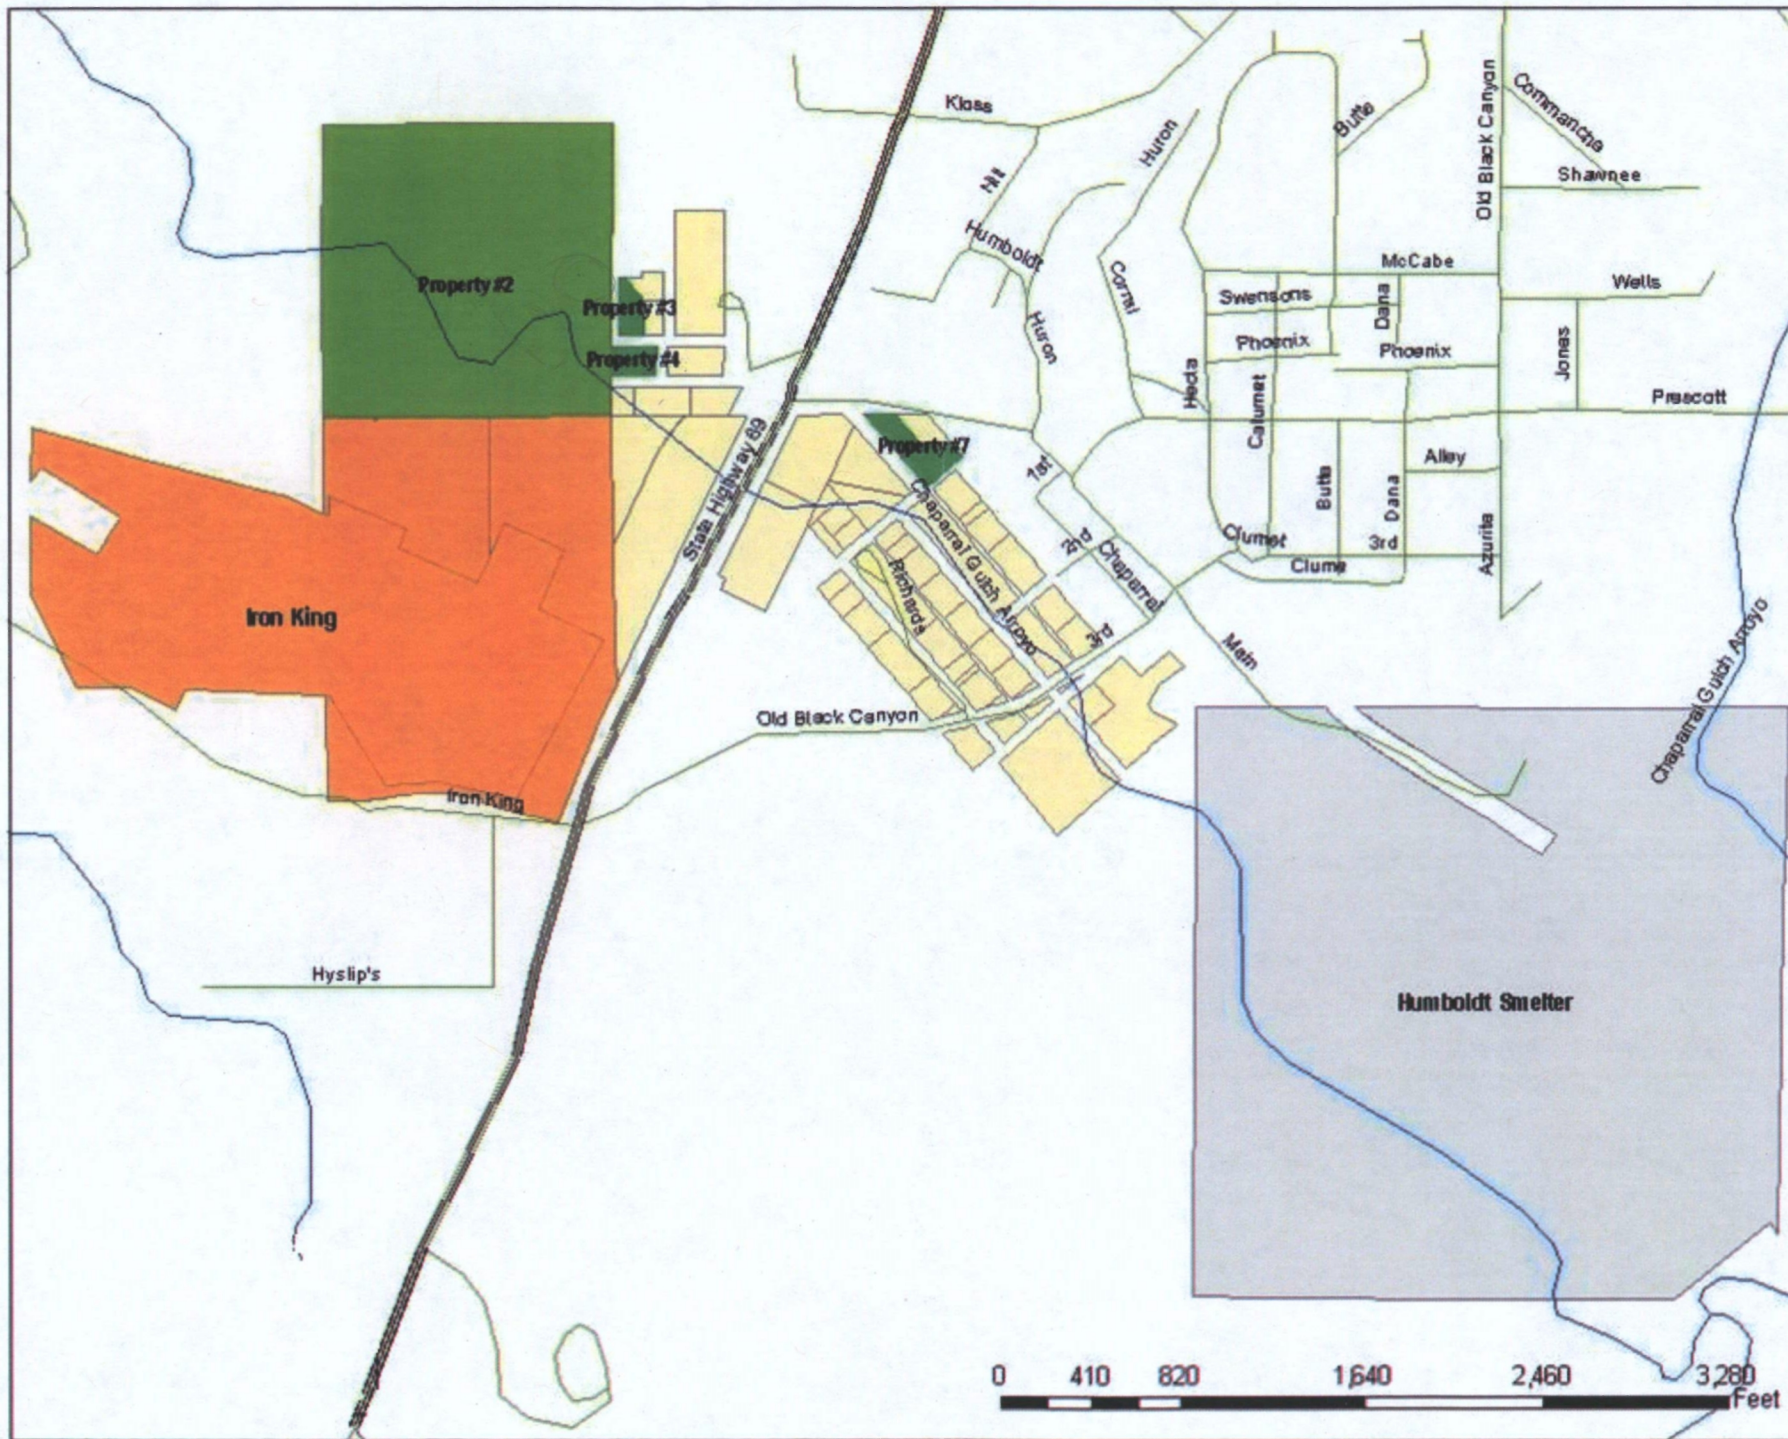 Kloss
Huron
Butte
Old Black Canyon
Commanche
Shawnee
Nit
Humboldt
Corral
McCabe
Wells
Property #2
Property #3
Swensons
Dana
Huron
Phoenix
Phoenix
Jones
Property #4
Hecla
Calumet
Prescott
State Highway 69
Property #7
1st
Alley
Butte
Dana
Chaparral Gulch Arroyo
2nd
Chaparral
Clumet
3rd
Azurite
Clume
Richards
Iron King
3rd
Main
Chaparral Gulch Arroyo
Old Black Canyon
Iron King
Hyslip's
Humboldt Smelter
0 410 820 1,640 2,460 3,280
Feet